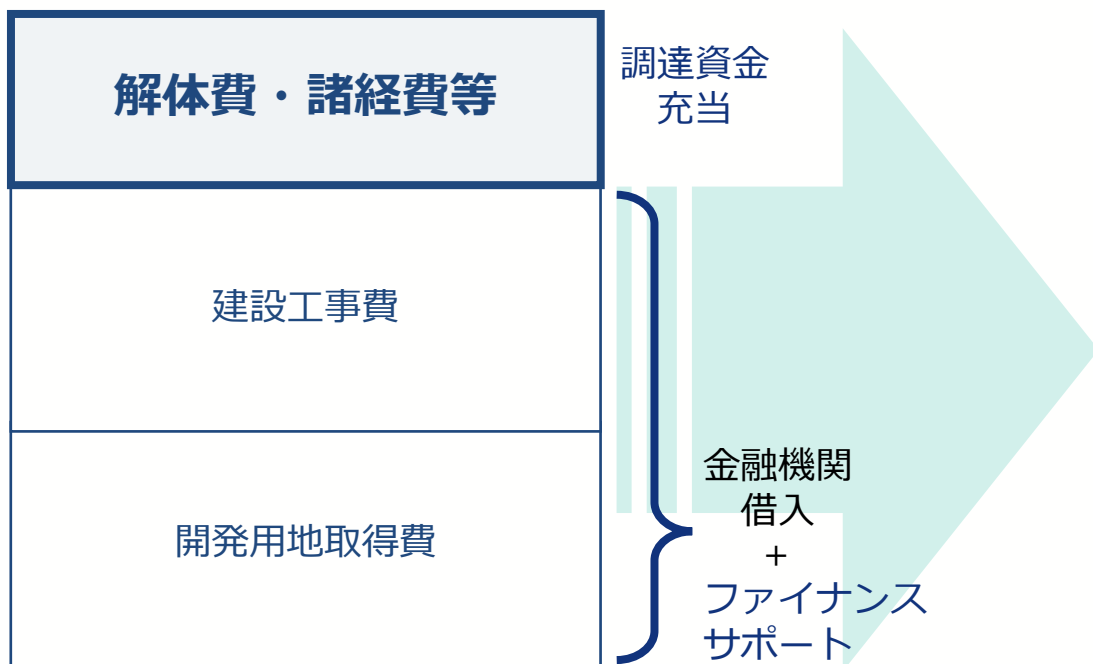 解体費・諸経費等
調達資金
充当
建設工事費
開発用地取得費
金融機関
借入
+
ファイナンス
サポート